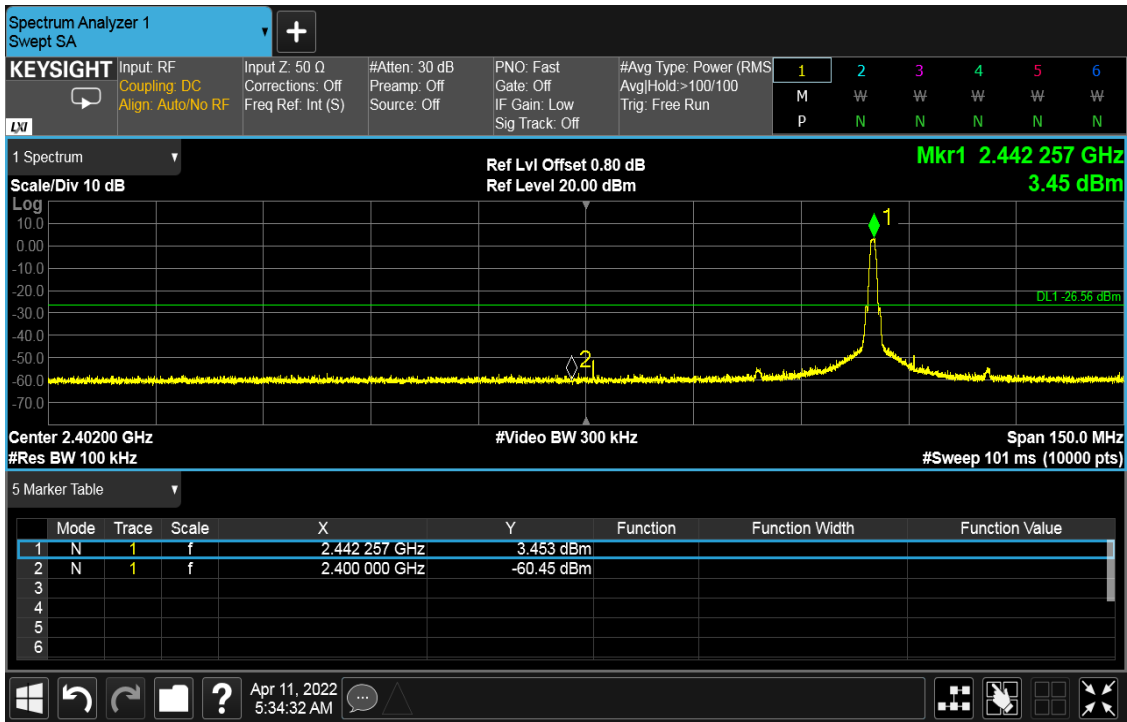 Spectrum Analyzer 1
Swept SA
KEYSIGHT
LXI
Input: RF
Coupling: DC
Align: Auto/No RF
Input Z: 50 Ω
Corrections: Off
Freq Ref: Int (S)
#Atten: 30 dB
Preamp: Off
Source: Off
PNO: Fast
Gate: Off
IF Gain: Low
Sig Track: Off
#Avg Type: Power (RMS
Avg|Hold:>100/100
Trig: Free Run
1 2 3 4 5 6
M W W W W W
P N N N N N
1 Spectrum
Scale/Div 10 dB
Ref Lvl Offset 0.80 dB
Ref Level 20.00 dBm
Mkr1 2.442 257 GHz
3.45 dBm
Log
10.0
0.00
-10.0
-20.0
-30.0
-40.0
-50.0
-60.0
-70.0
1
DL1 -26.56 dBm
2
Center 2.40200 GHz
#Res BW 100 kHz
#Video BW 300 kHz
Span 150.0 MHz
#Sweep 101 ms (10000 pts)
5 Marker Table
Mode Trace Scale X Y Function Function Width Function Value
1 N 1 f 2.442 257 GHz 3.453 dBm
2 N 1 f 2.400 000 GHz -60.45 dBm
3
4
5
6
?
Apr 11, 2022
5:34:32 AM